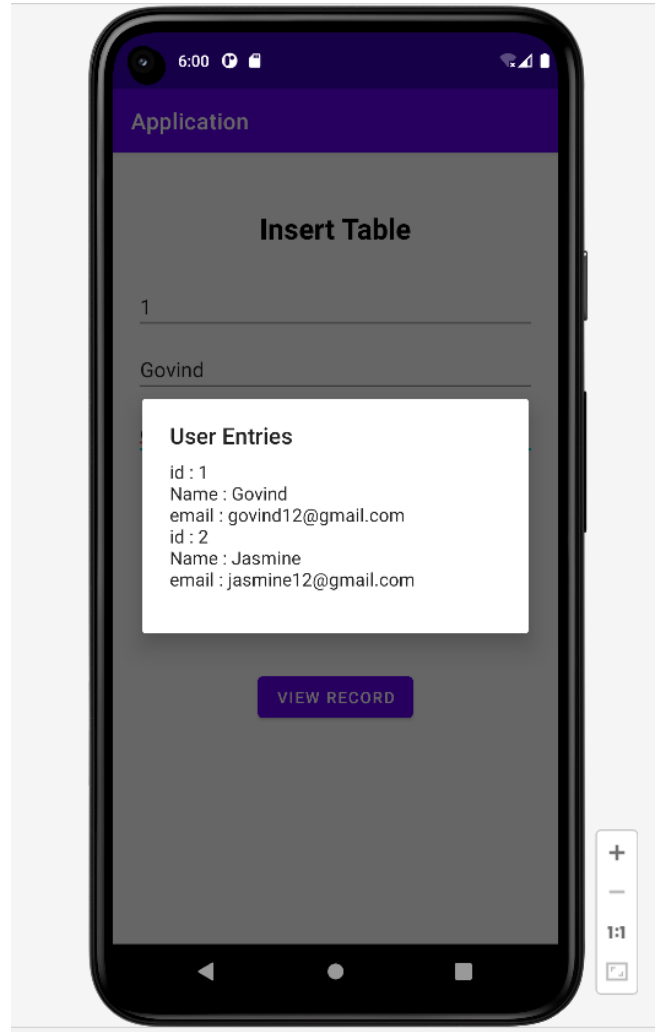 6:00
Application
Insert Table
1
Govind
User Entries
id : 1
Name : Govind
email : govind12@gmail.com
id : 2
Name : Jasmine
email : jasmine12@gmail.com
VIEW RECORD
1:1